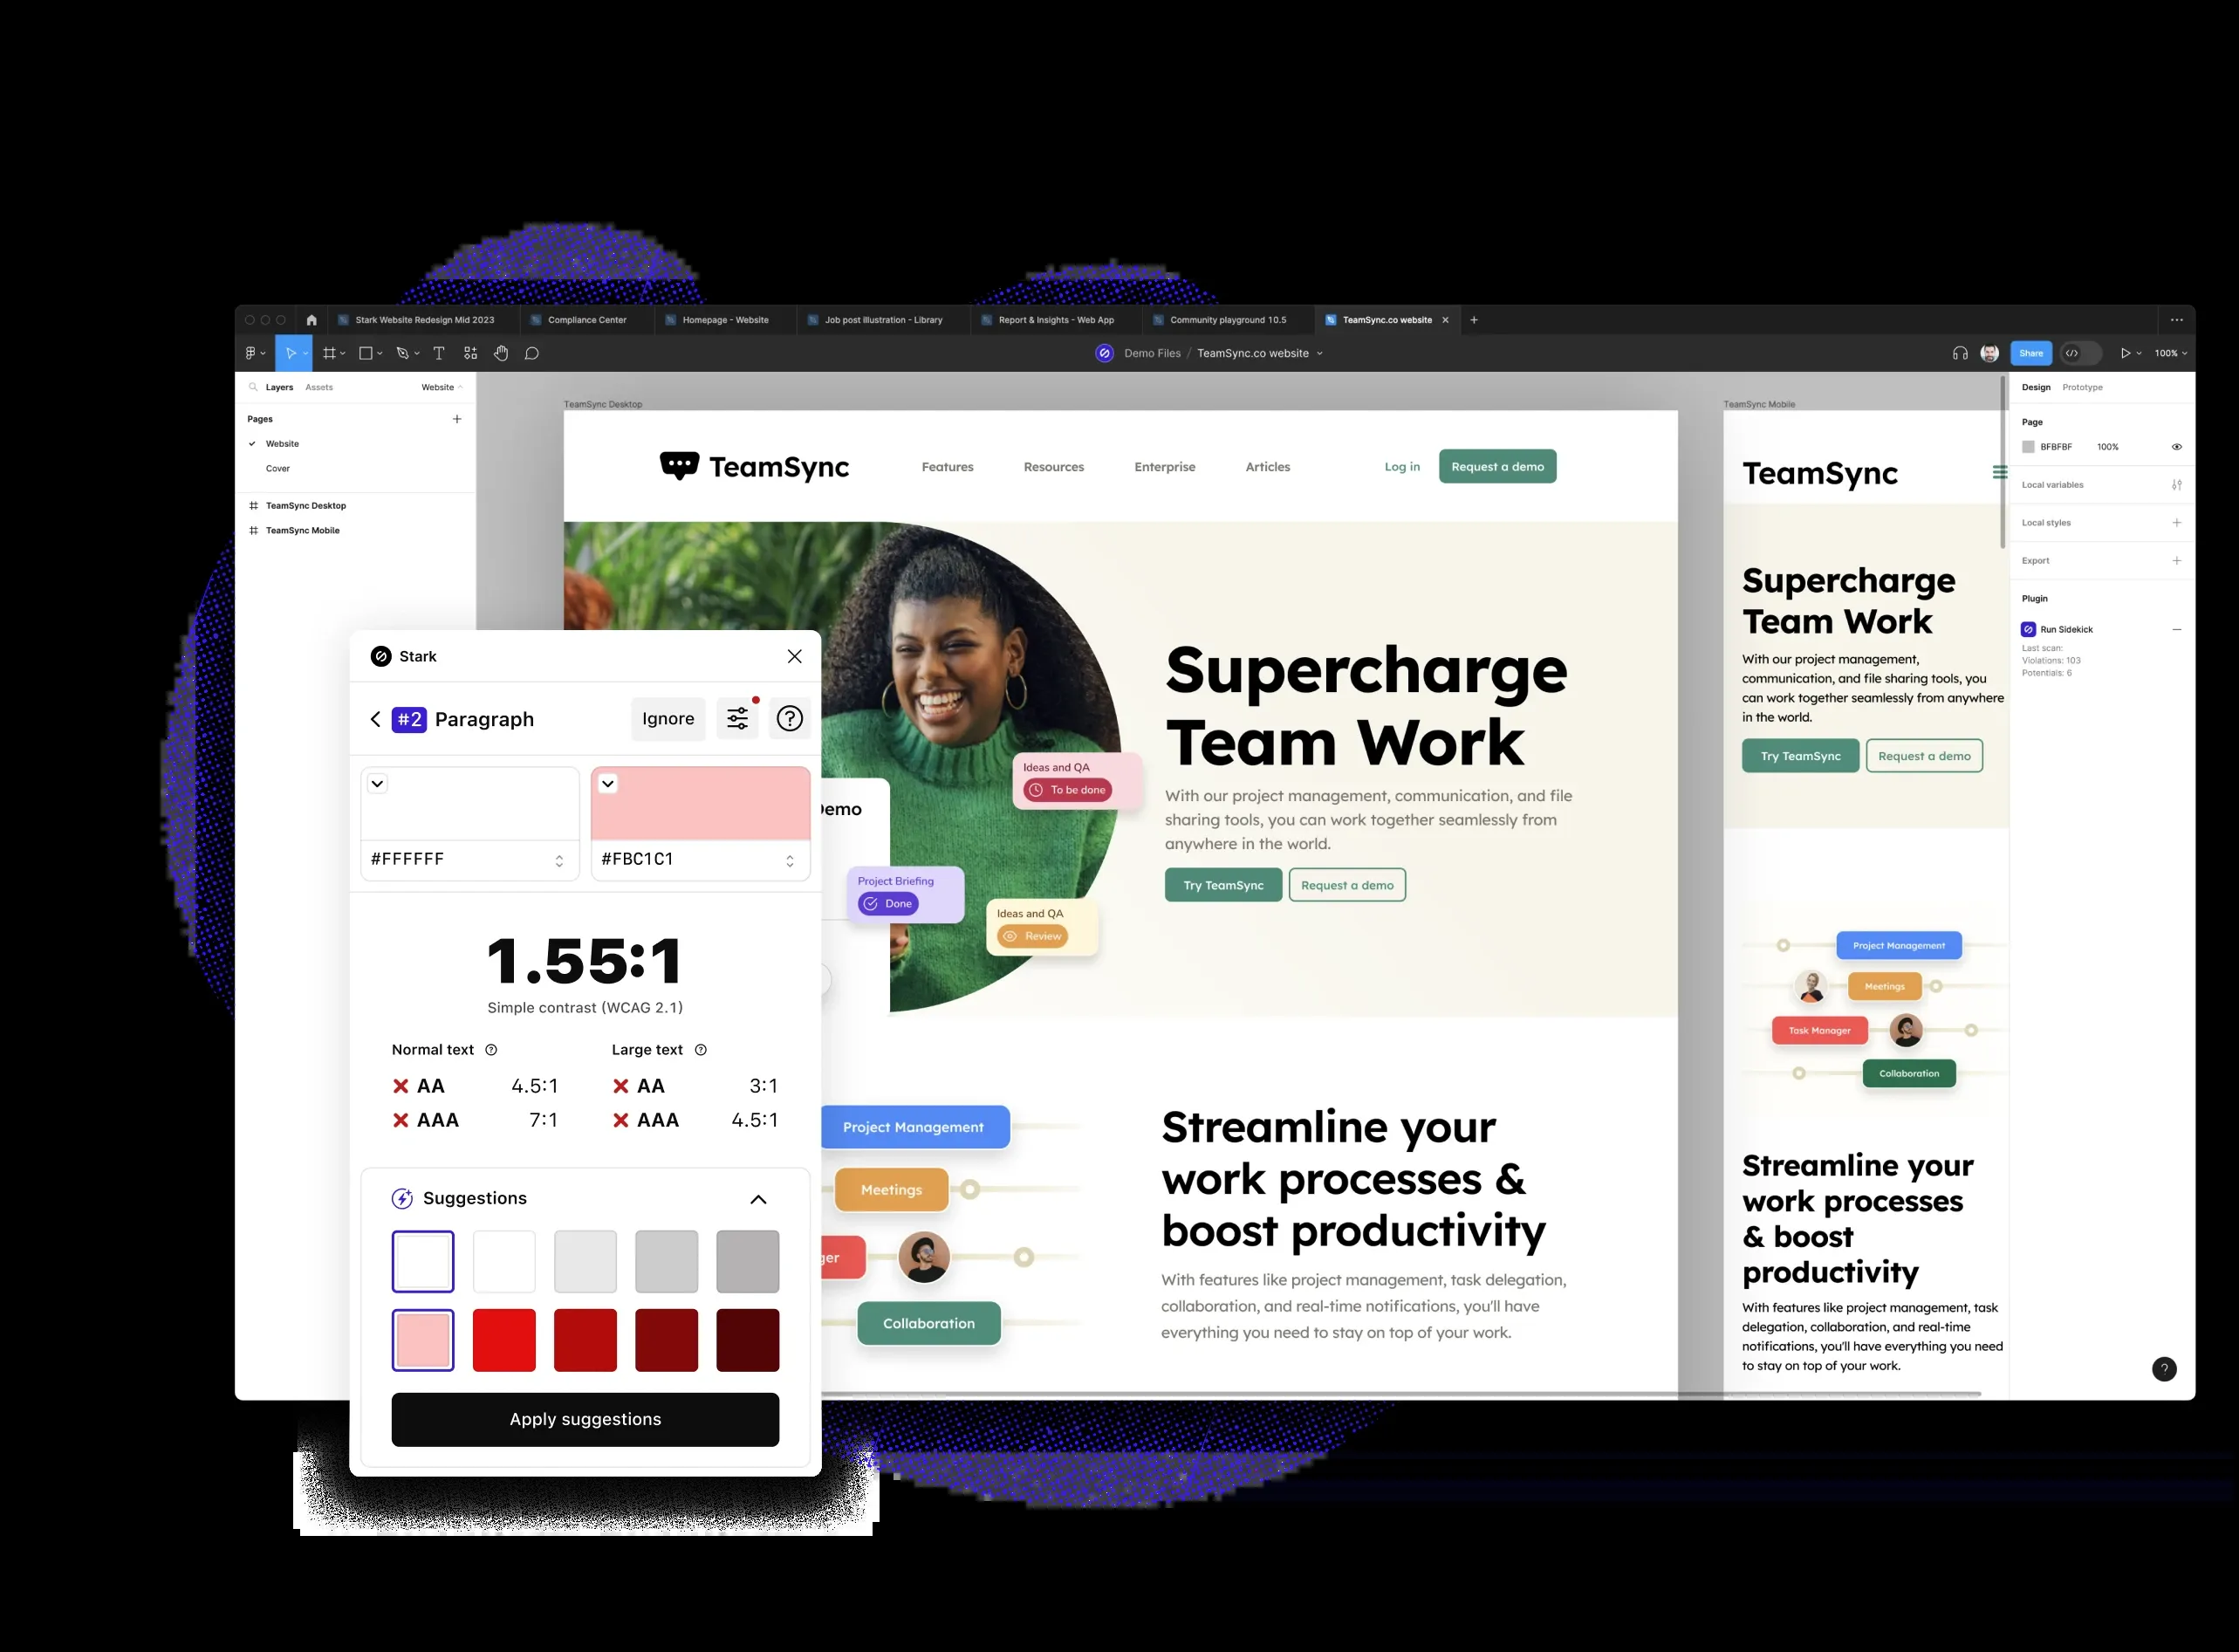 Stark Website Redesign Mid 2023
Compliance Center
Homepage - Website
Job post Illustration - Library
Report & Insights - Web App
Community playground 10.5
TeamSync.co website
Demo Files / TeamSync.co website
Share
100%
Layers Assets Website
Pages
Website
Cover
TeamSync Desktop
TeamSync Mobile
Stark
#2 Paragraph
Ignore
#FFFFFF
#FBC1C1
1.55:1
Simple contrast (WCAG 2.1)
Normal text
AA 4.5:1
AAA 7:1
Large text
AA 3:1
AAA 4.5:1
Suggestions
Apply suggestions
TeamSync Desktop
TeamSync
Features
Resources
Enterprise
Articles
Log in
Request a demo
Ideas and QA
To be done
Project Briefing
Done
Ideas and QA
Review
Supercharge
Team Work
With our project management, communication, and file
sharing tools, you can work together seamlessly from
anywhere in the world.
Try TeamSync
Request a demo
Project Management
Meetings
Collaboration
Streamline your
work processes &
boost productivity
With features like project management, task delegation,
collaboration, and real-time notifications, you'll have
everything you need to stay on top of your work.
TeamSync Mobile
TeamSync
Supercharge
Team Work
With our project management,
communication, and file sharing tools, you
can work together seamlessly from anywhere
in the world.
Try TeamSync
Request a demo
Project Management
Meetings
Task Manager
Collaboration
Streamline your
work processes
& boost
productivity
With features like project management, task
delegation, collaboration, and real-time
notifications, you'll have everything you need
to stay on top of your work.
Design Prototype
Page
BFBFBF 100%
Local variables
Local styles
Export
Plugin
Run Sidekick
Last scan:
Violations: 103
Potentials: 6